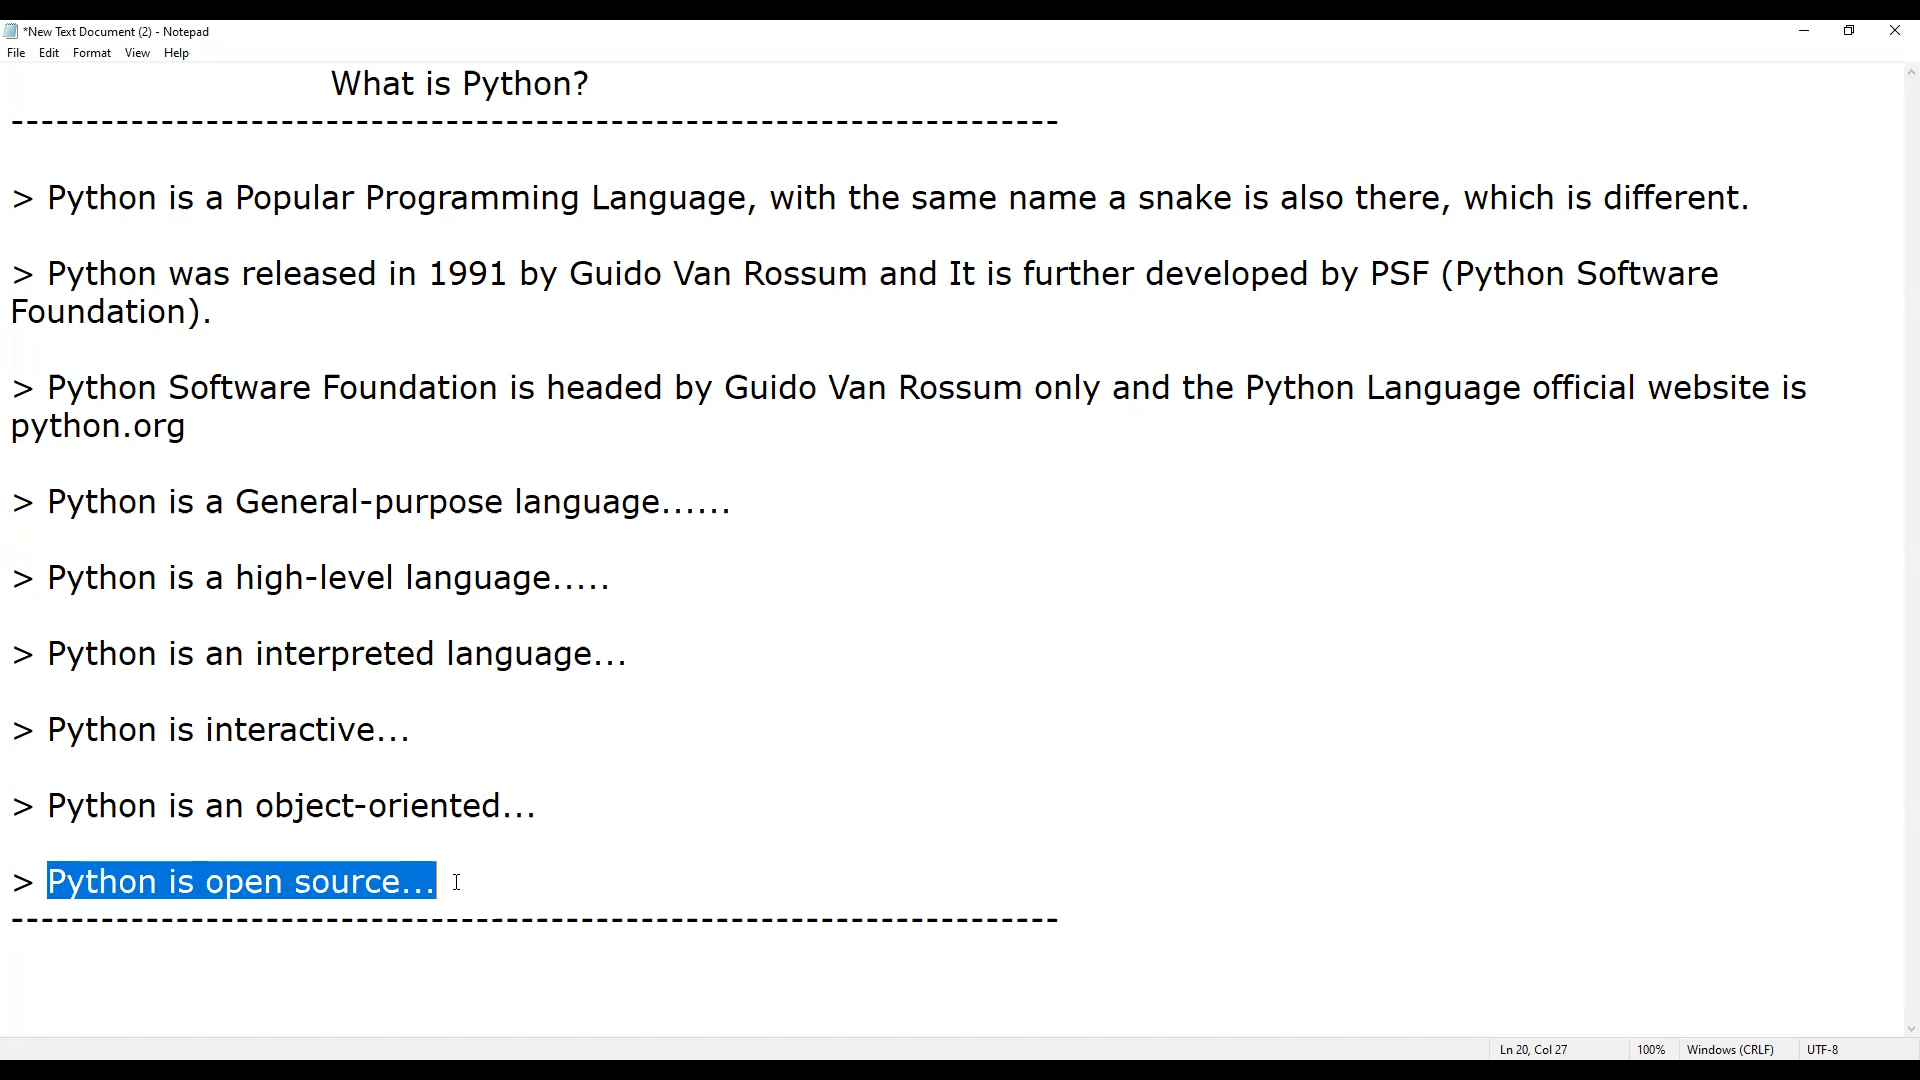 *New Text Document (2) - Notepad
File Edit Format View Help
What is Python?
----------------------------------------------------------------------
> Python is a Popular Programming Language, with the same name a snake is also there, which is different.
> Python was released in 1991 by Guido Van Rossum and It is further developed by PSF (Python Software
Foundation).
> Python Software Foundation is headed by Guido Van Rossum only and the Python Language official website is
python.org
> Python is a General-purpose language......
> Python is a high-level language.....
> Python is an interpreted language...
> Python is interactive...
> Python is an object-oriented...
> Python is open source...
----------------------------------------------------------------------
Ln 20, Col 27 100% Windows (CRLF) UTF-8